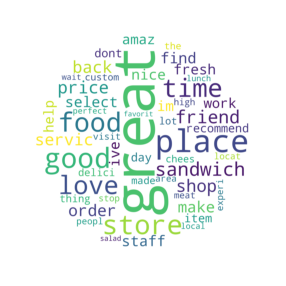 amaz
the
dont
find
back
nice
fresh
wait
custom
lunch
price
time
select
perfect
im
high
work
help
favorit
food
lot
friend
servic
visit
recommend
ive
day
place
great
good
chees
locat
delici
sandwich
love
made
area
shop
experi
thing
stop
meat
make
order
store
item
peopl
local
salad
staff